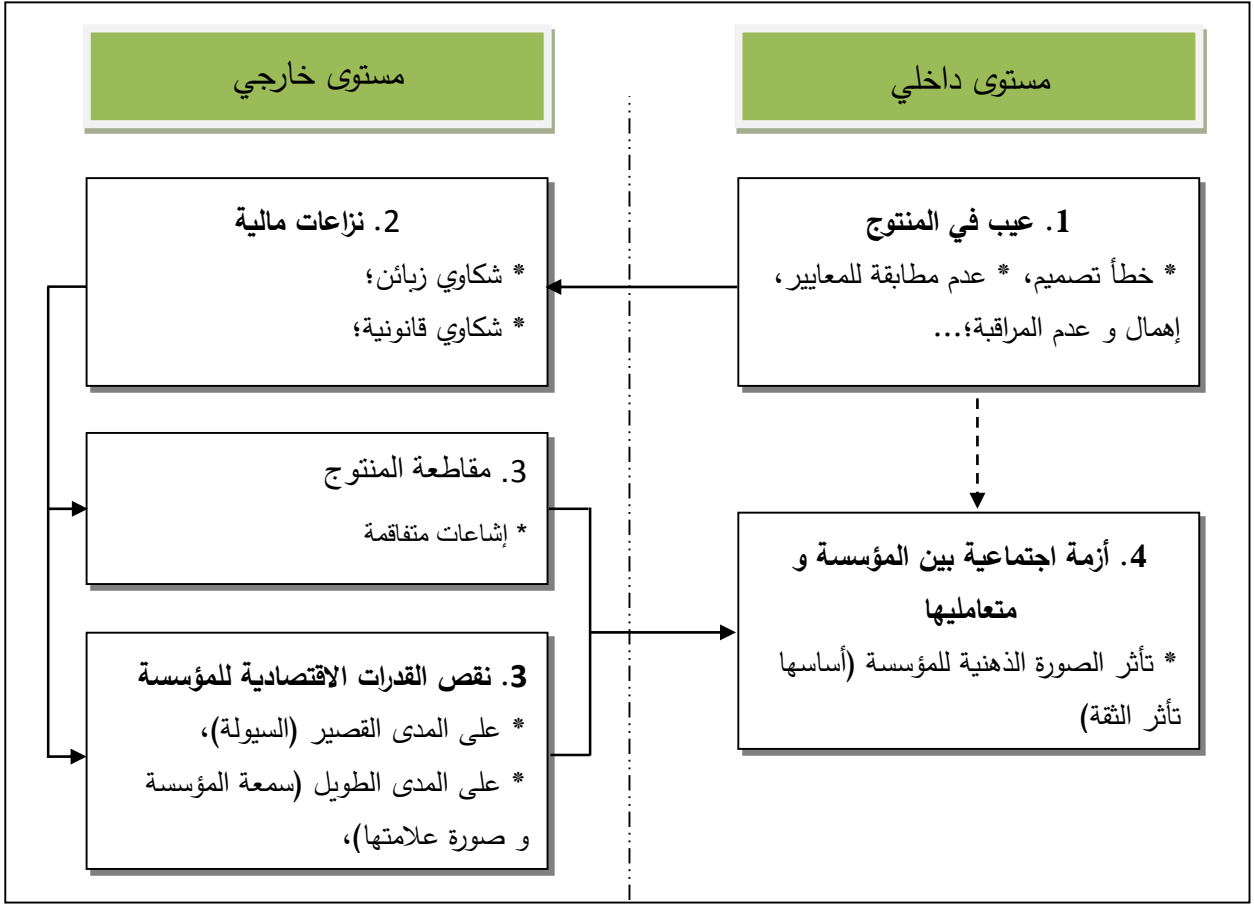 مستوى داخلي
مستوى خارجي
1. عيب في المنتوج
* خطأ تصميم، * عدم مطابقة للمعايير،
إهمال و عدم المراقبة؛...
2. نزاعات مالية
* شكاوي زبائن؛
* شكاوي قانونية؛
3. مقاطعة المنتوج
* إشاعات متفاقمة
3. نقص القدرات الاقتصادية للمؤسسة
* على المدى القصير (السيولة)،
* على المدى الطويل (سمعة المؤسسة
و صورة علامتها)،
4. أزمة اجتماعية بين المؤسسة و
متعامليها
* تأثر الصورة الذهنية للمؤسسة (أساسها
تأثر الثقة)